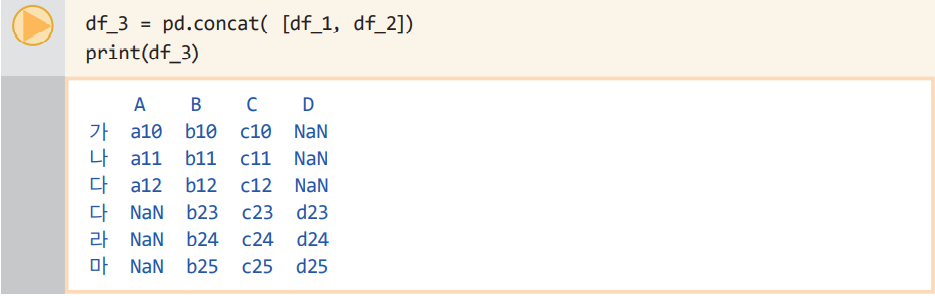 df_3 = pd.concat( [df_1, df_2])
print(df_3)
A B C D
가 a10 b10 c10 NaN
나 a11 b11 c11 NaN
다 a12 b12 c12 NaN
다 NaN b23 c23 d23
라 NaN b24 c24 d24
마 NaN b25 c25 d25